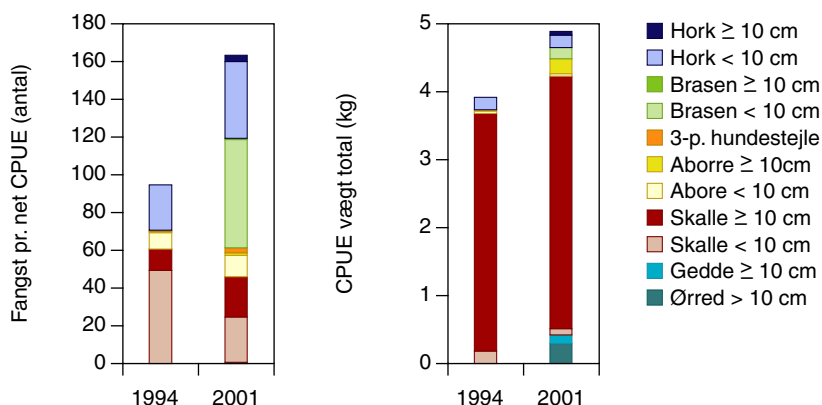 Fangst pr. net CPUE (antal)
180
160
140
120
100
80
60
40
20
0
1994 2001
CPUE vægt total (kg)
5
4
3
2
1
0
1994 2001
Hork ≥ 10 cm
Hork < 10 cm
Brasen ≥ 10 cm
Brasen < 10 cm
3-p. hundestejle
Aborre ≥ 10cm
Abore < 10 cm
Skalle ≥ 10 cm
Skalle < 10 cm
Gedde ≥ 10 cm
Ørred > 10 cm